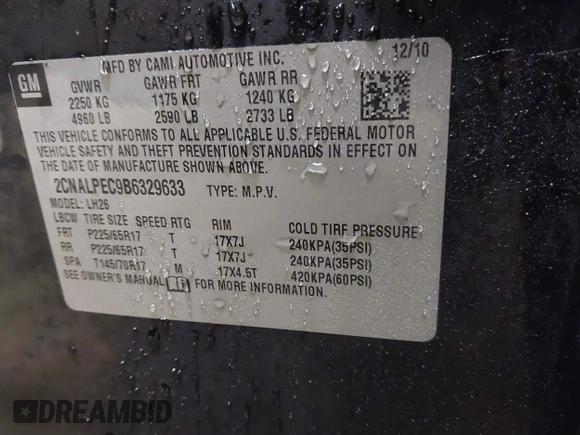 MFD BY CAMI AUTOMOTIVE INC. 12/10
GM
GVWR GAWR FRT GAWR RR
2250 KG 1175 KG 1240 KG
4960 LB 2590 LB 2733 LB
THIS VEHICLE CONFORMS TO ALL APPLICABLE U.S. FEDERAL MOTOR
VEHICLE SAFETY AND THEFT PREVENTION STANDARDS IN EFFECT ON
THE DATE OF MANUFACTURE SHOWN ABOVE.
2CNALPEC9B6329633 TYPE: M.P.V.
MODEL: LH26
LBCW TIRE SIZE SPEED RTG RIM COLD TIRE PRESSURE
FRT P225/65R17 T 17X7J 240KPA(35PSI)
RR P225/65R17 T 17X7J 240KPA(35PSI)
SPA T145/70R17 M 17X4.5T 420KPA(60PSI)
SEE OWNER'S MANUAL FOR MORE INFORMATION
DREAMBID